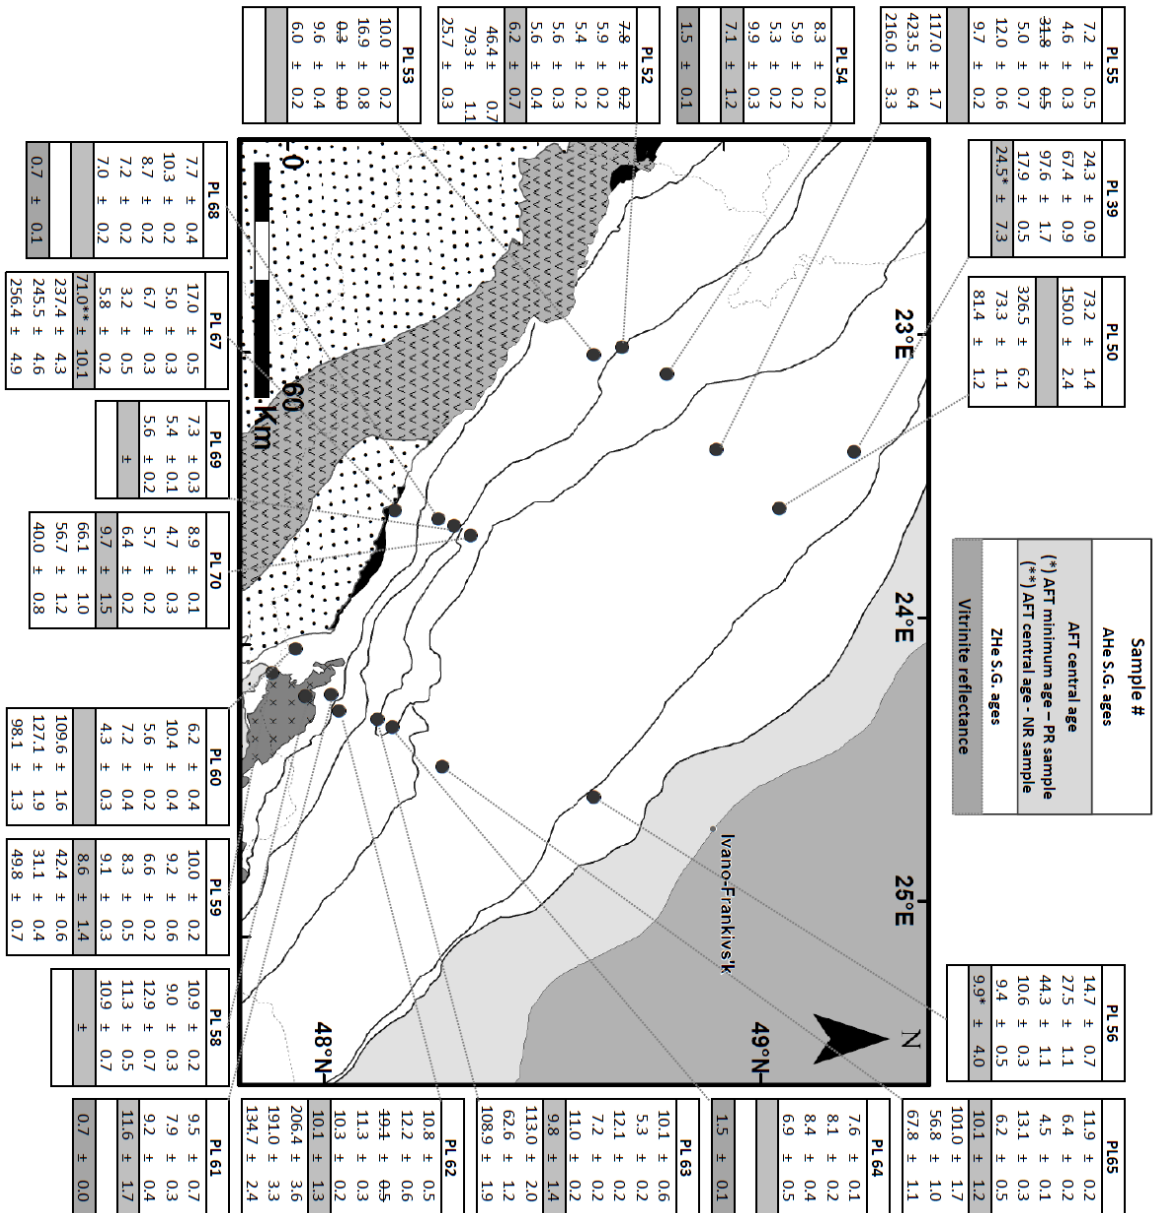 PL 55
7.2 ± 0.5
4.6 ± 0.3
31.8 ± 0.5
5.0 ± 0.7
12.0 ± 0.6
9.7 ± 0.2
117.0 ± 1.7
423.5 ± 6.4
216.0 ± 3.3
PL 54
8.3 ± 0.2
5.9 ± 0.2
5.3 ± 0.2
9.9 ± 0.3
7.1 ± 1.2
1.5 ± 0.1
PL 52
7.8 ± 0.2
5.9 ± 0.2
5.4 ± 0.2
5.6 ± 0.3
5.6 ± 0.4
6.2 ± 0.7
46.4 ± 0.7
79.3 ± 1.1
25.7 ± 0.3
PL 53
10.0 ± 0.2
16.9 ± 0.8
0.3 ± 0.0
9.6 ± 0.4
6.0 ± 0.2
PL 39
24.3 ± 0.9
67.4 ± 0.9
97.6 ± 1.7
17.9 ± 0.5
24.5* ± 7.3
PL 50
73.2 ± 1.4
150.0 ± 2.4
326.5 ± 6.2
73.3 ± 1.1
81.4 ± 1.2
Sample #
AHe S.G. ages
AFT central age
(*) AFT minimum age – PR sample
(**) AFT central age - NR sample
ZHe S.G. ages
Vitrinite reflectance
PL 56
14.7 ± 0.7
27.5 ± 1.1
44.3 ± 1.1
10.6 ± 0.3
9.4 ± 0.5
9.9* ± 4.0
PL65
11.9 ± 0.2
6.4 ± 0.2
4.5 ± 0.1
13.1 ± 0.3
6.2 ± 0.5
10.1 ± 1.2
101.0 ± 1.7
56.8 ± 1.0
67.8 ± 1.1
PL 64
7.6 ± 0.1
8.1 ± 0.2
8.4 ± 0.4
6.9 ± 0.5
1.5 ± 0.1
PL 63
10.1 ± 0.6
5.3 ± 0.2
12.1 ± 0.2
7.2 ± 0.2
11.0 ± 0.2
9.8 ± 1.4
113.0 ± 2.0
62.6 ± 1.2
108.9 ± 1.9
PL 62
10.8 ± 0.5
12.2 ± 0.6
19.1 ± 0.5
11.3 ± 0.3
10.3 ± 0.2
10.1 ± 1.3
206.4 ± 3.6
191.0 ± 3.3
134.7 ± 2.4
23°E
24°E
25°E
N
49°N
48°N
Ivano-Frankivs'k
0
60
Km
PL 68
7.7 ± 0.4
10.3 ± 0.2
8.7 ± 0.2
7.2 ± 0.2
7.0 ± 0.2
0.7 ± 0.1
PL 67
17.0 ± 0.5
5.0 ± 0.3
6.7 ± 0.3
3.2 ± 0.5
5.8 ± 0.2
71.0** ± 10.1
237.4 ± 4.3
245.5 ± 4.6
256.4 ± 4.9
PL 69
7.3 ± 0.3
5.4 ± 0.1
5.6 ± 0.2
±
PL 70
8.9 ± 0.1
4.7 ± 0.3
5.7 ± 0.2
6.4 ± 0.2
9.7 ± 1.5
66.1 ± 1.0
56.7 ± 1.2
40.0 ± 0.8
PL 60
6.2 ± 0.4
10.4 ± 0.4
5.6 ± 0.2
7.2 ± 0.4
4.3 ± 0.3
109.6 ± 1.6
127.1 ± 1.9
98.1 ± 1.3
PL 59
10.0 ± 0.2
9.2 ± 0.6
6.6 ± 0.2
8.3 ± 0.5
9.1 ± 0.3
8.6 ± 1.4
42.4 ± 0.6
31.1 ± 0.4
49.8 ± 0.7
PL 58
10.9 ± 0.2
9.0 ± 0.3
12.9 ± 0.7
11.3 ± 0.5
10.9 ± 0.7
±
PL 61
9.5 ± 0.7
7.9 ± 0.3
9.2 ± 0.4
11.6 ± 1.7
0.7 ± 0.0